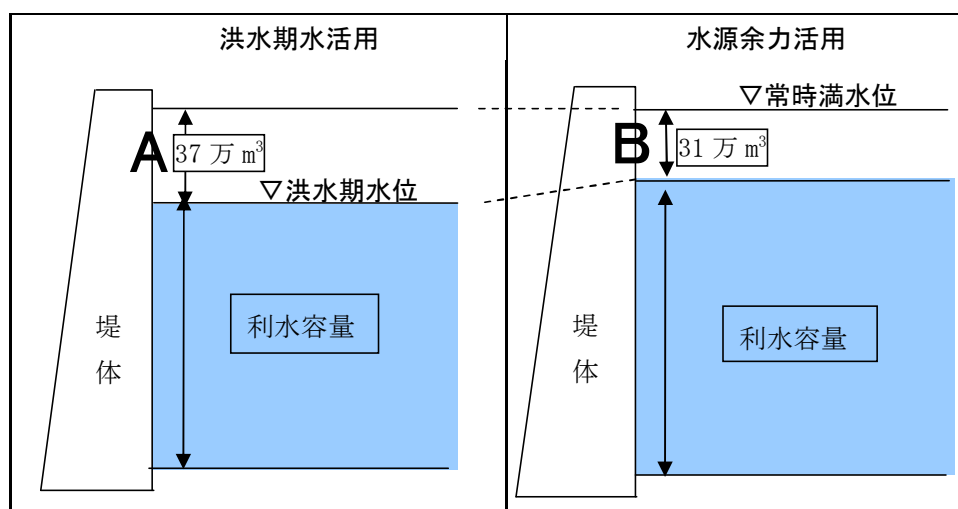 洪水期水活用
A
37 万 m³
▽洪水期水位
利水容量
堤
体
水源余力活用
▽常時満水位
B
31 万 m³
利水容量
堤
体